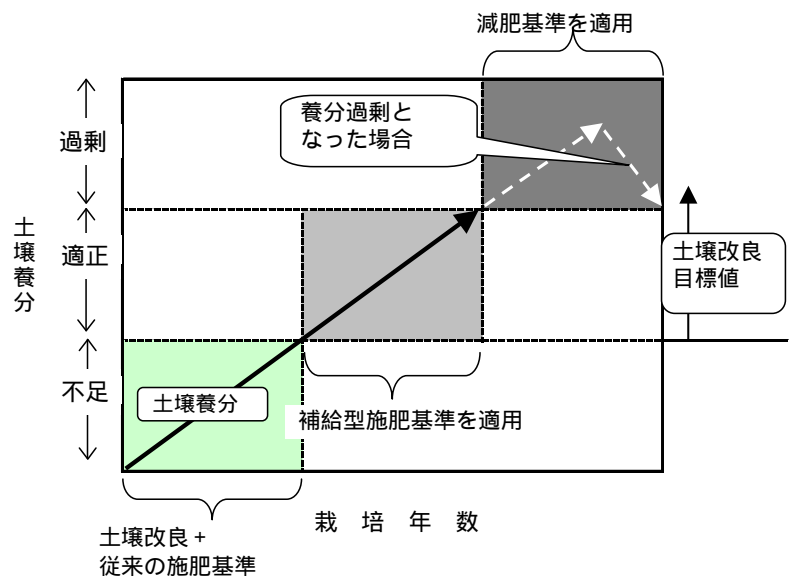 減肥基準を適用
養分過剰と
なった場合
過剰
土壌養分
適正
土壌改良
目標値
不足
土壌養分
補給型施肥基準を適用
栽 培 年 数
土壌改良 +
従来の施肥基準